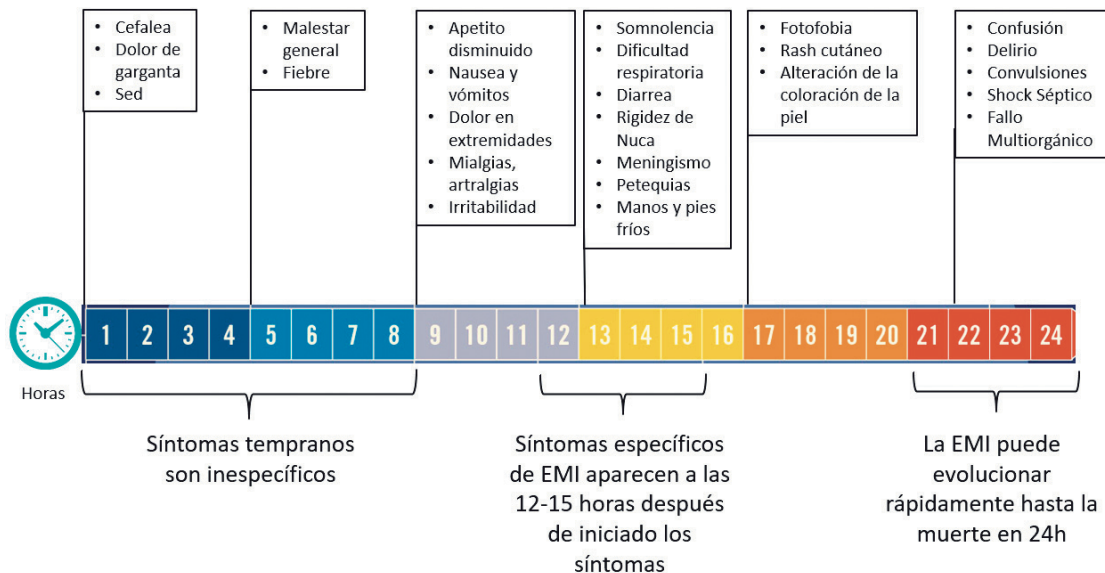 • Cefalea
• Dolor de
garganta
• Sed
• Malestar
general
• Fiebre
• Apetito
disminuido
• Nausea y
vómitos
• Dolor en
extremidades
• Mialgias,
artralgias
• Irritabilidad
• Somnolencia
• Dificultad
respiratoria
• Diarrea
• Rigidez de
Nuca
• Meningismo
• Petequias
• Manos y pies
fríos
• Fotofobia
• Rash cutáneo
• Alteración de la
coloración de la
piel
• Confusión
• Delirio
• Convulsiones
• Shock Séptico
• Fallo
Multiorgánico
1 2 3 4 5 6 7 8 9 10 11 12 13 14 15 16 17 18 19 20 21 22 23 24
Horas
Síntomas tempranos
son inespecíficos
Síntomas específicos
de EMI aparecen a las
12-15 horas después
de iniciado los
síntomas
La EMI puede
evolucionar
rápidamente hasta la
muerte en 24h